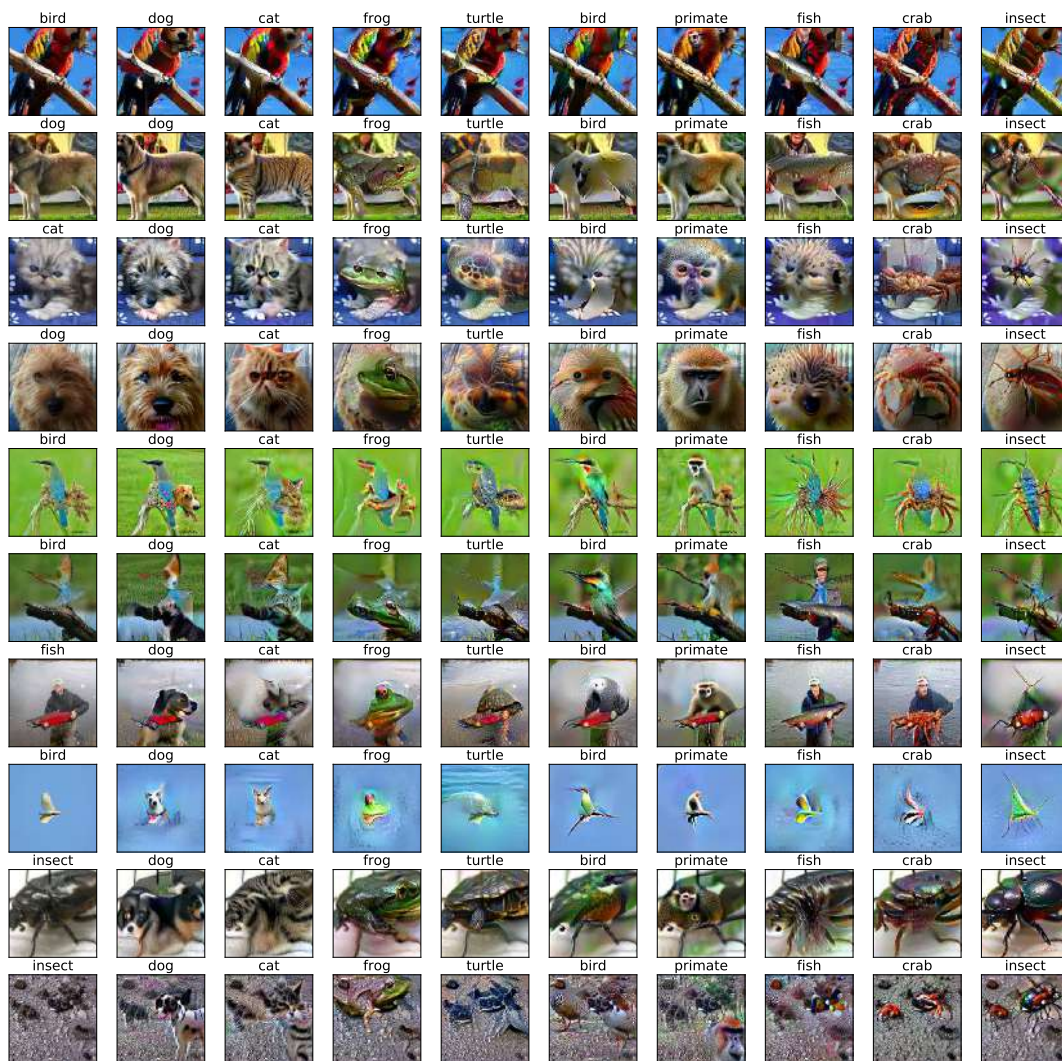 bird dog cat frog turtle bird primate fish crab insect
dog dog cat frog turtle bird primate fish crab insect
cat dog cat frog turtle bird primate fish crab insect
dog dog cat frog turtle bird primate fish crab insect
bird dog cat frog turtle bird primate fish crab insect
bird dog cat frog turtle bird primate fish crab insect
fish dog cat frog turtle bird primate fish crab insect
bird dog cat frog turtle bird primate fish crab insect
insect dog cat frog turtle bird primate fish crab insect
insect dog cat frog turtle bird primate fish crab insect